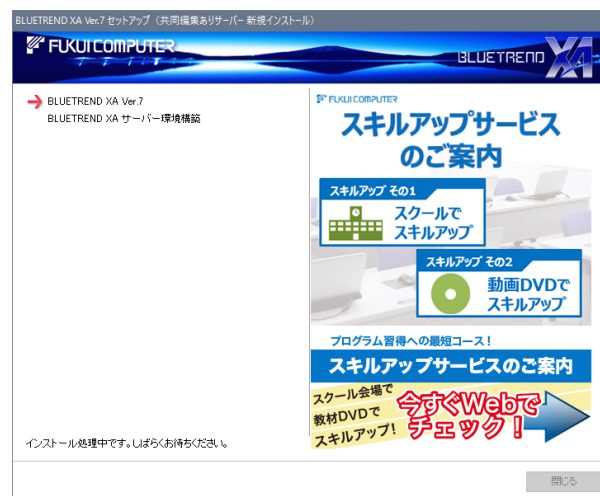 BLUETREND XA Ver.7 セットアップ（共同編集ありサーバー 新規インストール）
FUKUI COMPUTER
BLUETREND XA
BLUETREND XA Ver.7
BLUETREND XA サーバー環境構築
FUKUI COMPUTER
スキルアップサービス
のご案内
スキルアップ その1
スクールで
スキルアップ
スキルアップ その2
動画DVDで
スキルアップ
プログラム習得への最短コース！
スキルアップサービスのご案内
スクール会場で
教材DVDで
スキルアップ!
今すぐWebで
チェック！
インストール処理中です。しばらくお待ちください。
閉じる